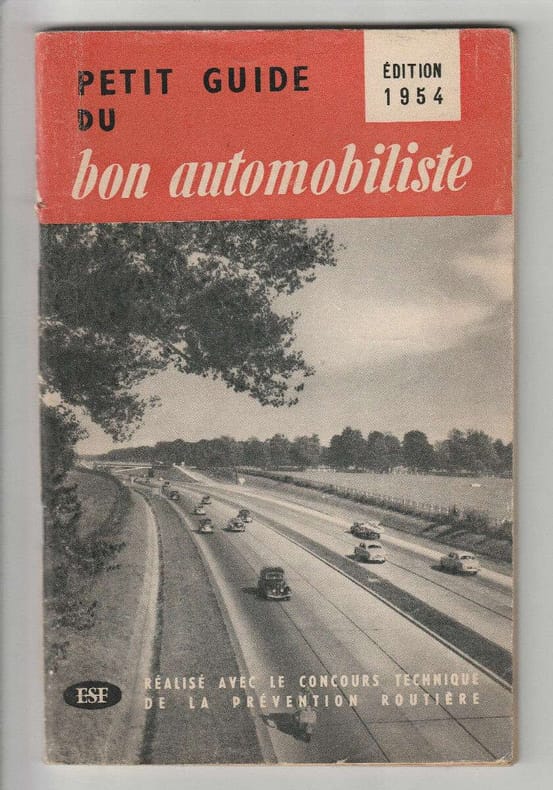 PETIT GUIDE
DU
bon automobiliste
ÉDITION
1954
ESF
RÉALISÉ AVEC LE CONCOURS TECHNIQUE
DE LA PRÉVENTION ROUTIÈRE